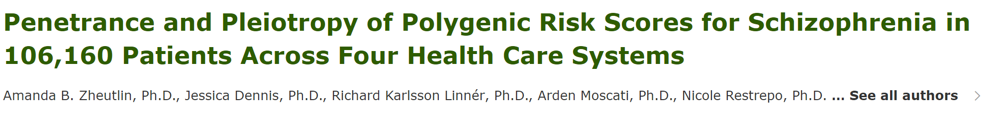 Penetrance and Pleiotropy of Polygenic Risk Scores for Schizophrenia in
106,160 Patients Across Four Health Care Systems
Amanda B. Zheutlin, Ph.D., Jessica Dennis, Ph.D., Richard Karlsson Linnér, Ph.D., Arden Moscati, Ph.D., Nicole Restrepo, Ph.D. ... See all authors